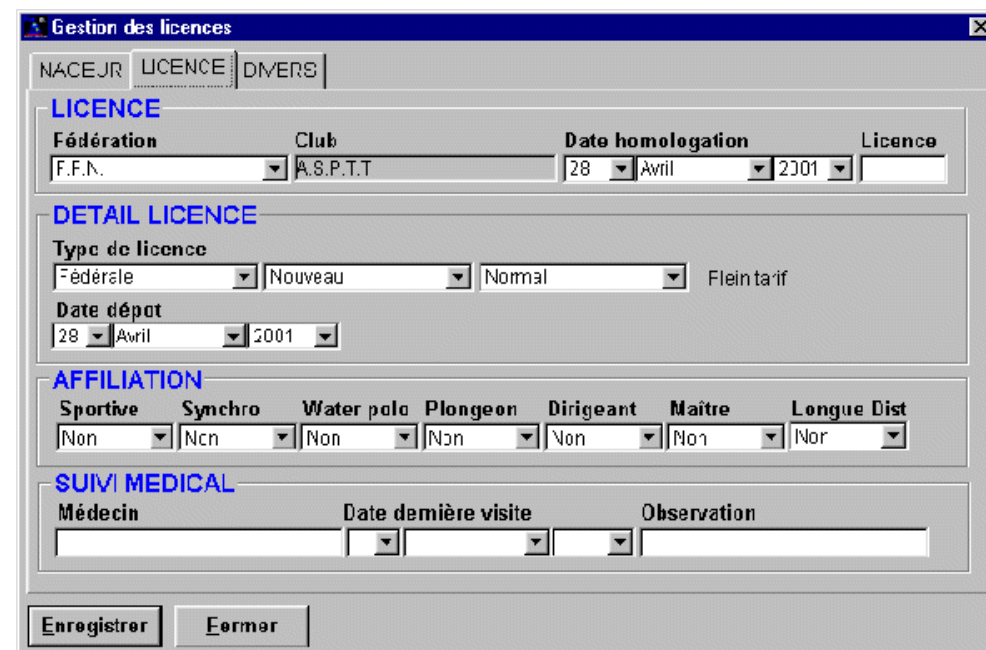 Gestion des licences
NAGEUR LICENCE DIVERS
LICENCE
Fédération Club Date homologation Licence
F.F.N. A.S.P.T.T 28 Avril 2001
DETAIL LICENCE
Type de licence
Fédérale Nouveau Normal Plein tarif
Date dépot
28 Avril 2001
AFFILIATION
Sportive Synchro Water polo Plongeon Dirigeant Maître Longue Dist
Non Non Non Non Non Non Non
SUIVI MEDICAL
Médecin Date dernière visite Observation
Enregistrer Fermer